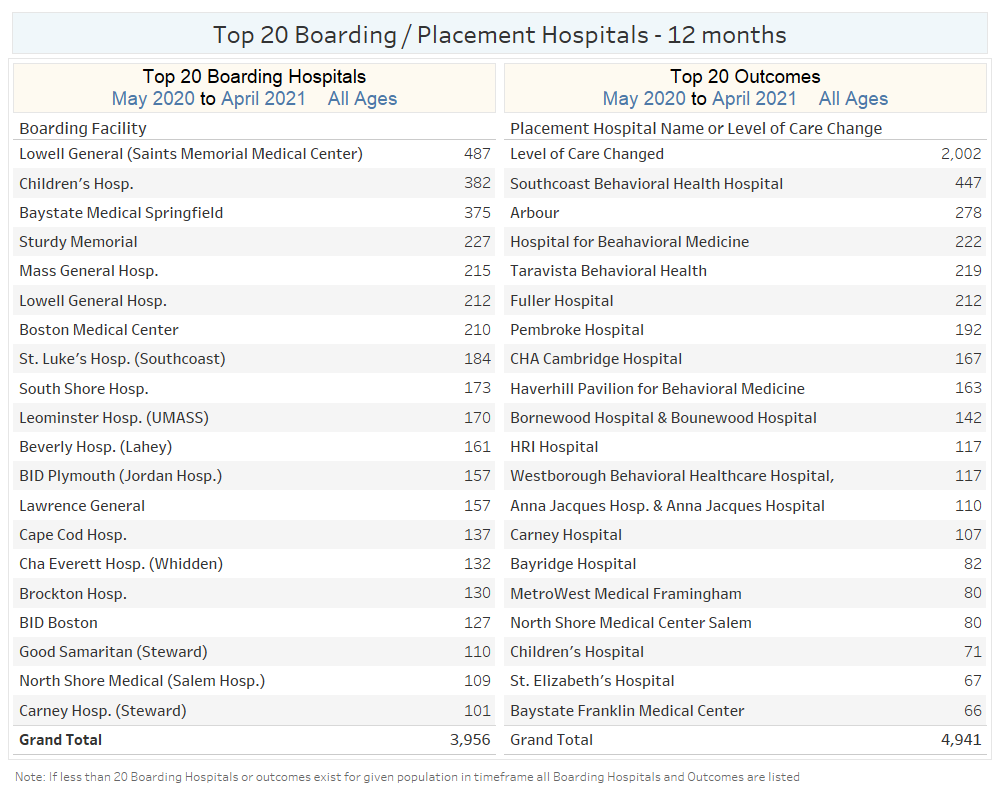 Top 20 Boarding / Placement Hospitals - 12 months
Top 20 Boarding Hospitals
May 2020 to April 2021 All Ages
Boarding Facility
Lowell General (Saints Memorial Medical Center) 487
Children's Hosp. 382
Baystate Medical Springfield 375
Sturdy Memorial 227
Mass General Hosp. 215
Lowell General Hosp. 212
Boston Medical Center 210
St. Luke's Hosp. (Southcoast) 184
South Shore Hosp. 173
Leominster Hosp. (UMASS) 170
Beverly Hosp. (Lahey) 161
BID Plymouth (Jordan Hosp.) 157
Lawrence General 157
Cape Cod Hosp. 137
Cha Everett Hosp. (Whidden) 132
Brockton Hosp. 130
BID Boston 127
Good Samaritan (Steward) 110
North Shore Medical (Salem Hosp.) 109
Carney Hosp. (Steward) 101
Grand Total 3,956
Top 20 Outcomes
May 2020 to April 2021 All Ages
Placement Hospital Name or Level of Care Change
Level of Care Changed 2,002
Southcoast Behavioral Health Hospital 447
Arbour 278
Hospital for Beahavioral Medicine 222
Taravista Behavioral Health 219
Fuller Hospital 212
Pembroke Hospital 192
CHA Cambridge Hospital 167
Haverhill Pavilion for Behavioral Medicine 163
Bornewood Hospital & Bounewood Hospital 142
HRI Hospital 117
Westborough Behavioral Healthcare Hospital, 117
Anna Jacques Hosp. & Anna Jacques Hospital 110
Carney Hospital 107
Bayridge Hospital 82
MetroWest Medical Framingham 80
North Shore Medical Center Salem 80
Children's Hospital 71
St. Elizabeth's Hospital 67
Baystate Franklin Medical Center 66
Grand Total 4,941
Note: If less than 20 Boarding Hospitals or outcomes exist for given population in timeframe all Boarding Hospitals and Outcomes are listed